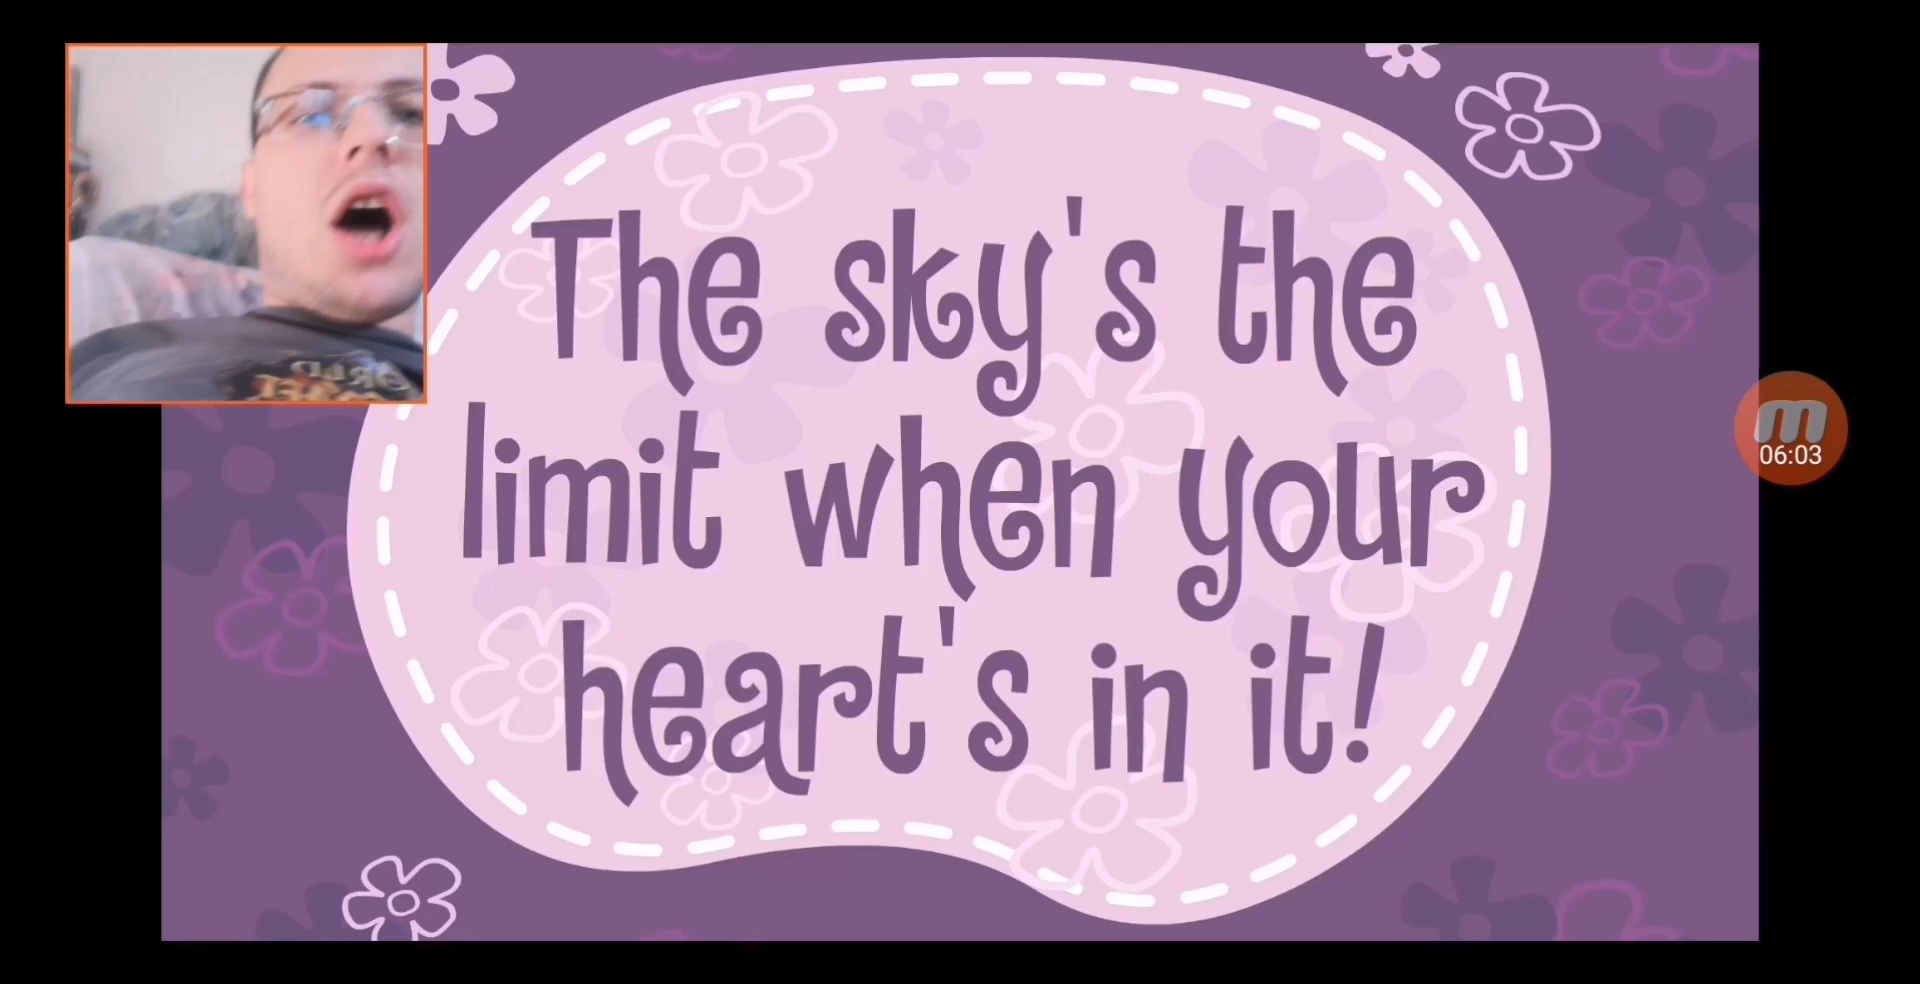 The sky's the
limit when your
heart's in it!
06:03